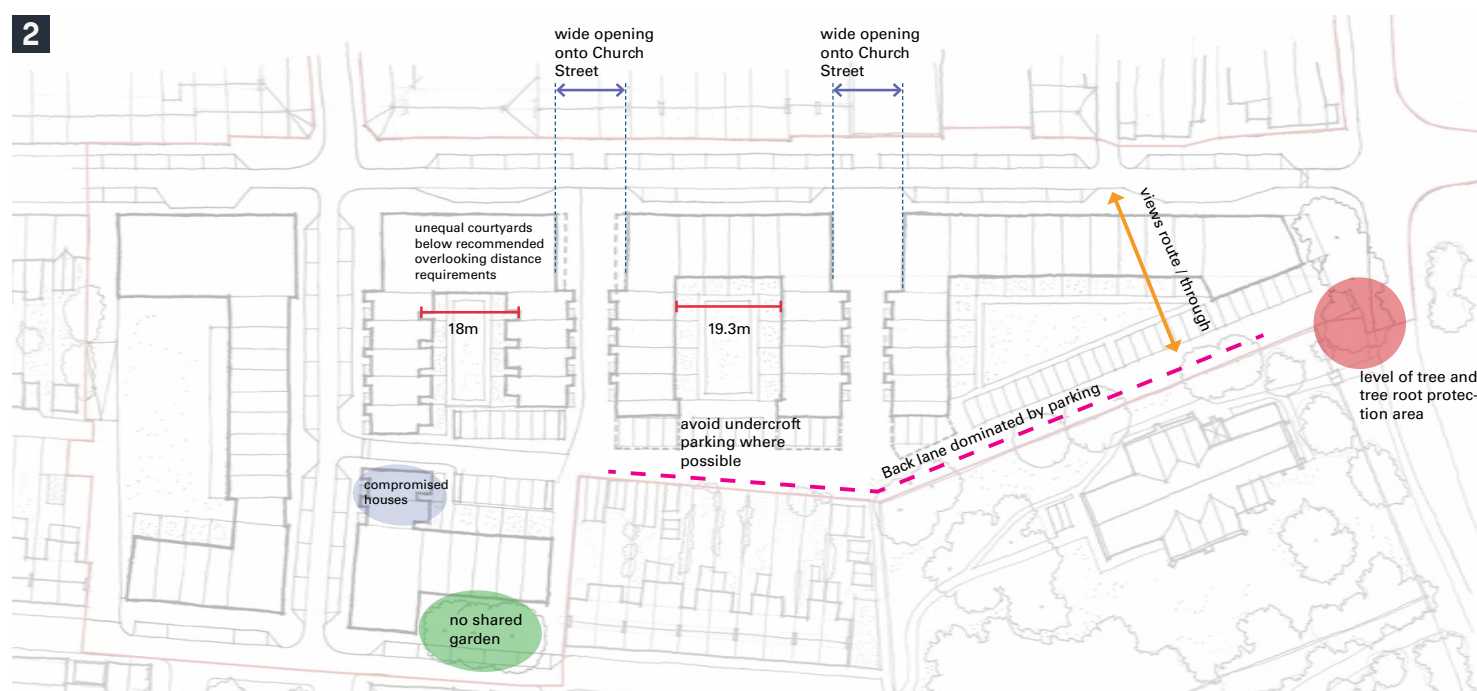 2
wide opening
onto Church
Street
wide opening
onto Church
Street
unequal courtyards
below recommended
overlooking distance
requirements
18m
19.3m
views route / through
level of tree and
tree root protec-
tion area
avoid undercroft
parking where
possible
Back lane dominated by parking
compromised
houses
no shared
garden